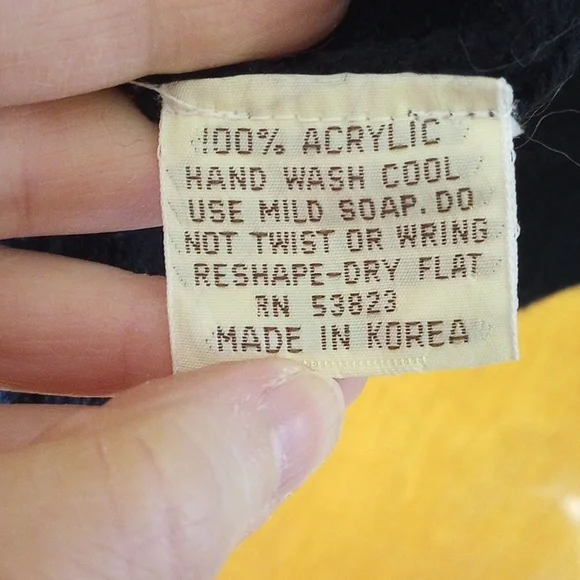 100% ACRYLIC
HAND WASH COOL
USE MILD SOAP. DO
NOT TWIST OR WRING
RESHAPE-DRY FLAT
RN 53823
MADE IN KOREA